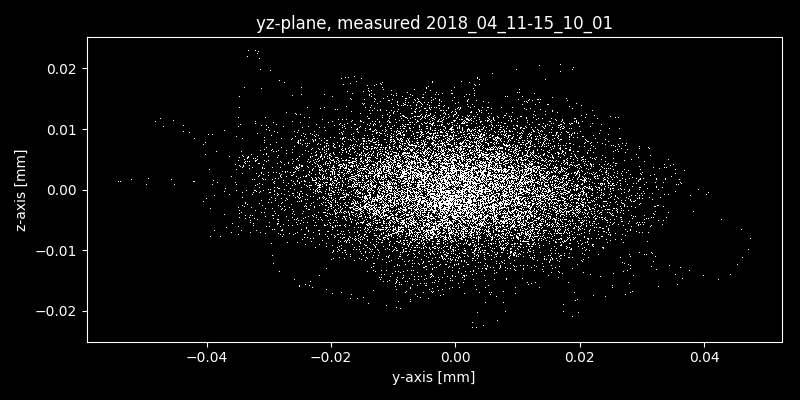 yz-plane, measured 2018_04_11-15_10_01
0.02
0.01
0.00
−0.01
−0.02
z-axis [mm]
−0.04 −0.02 0.00 0.02 0.04
y-axis [mm]